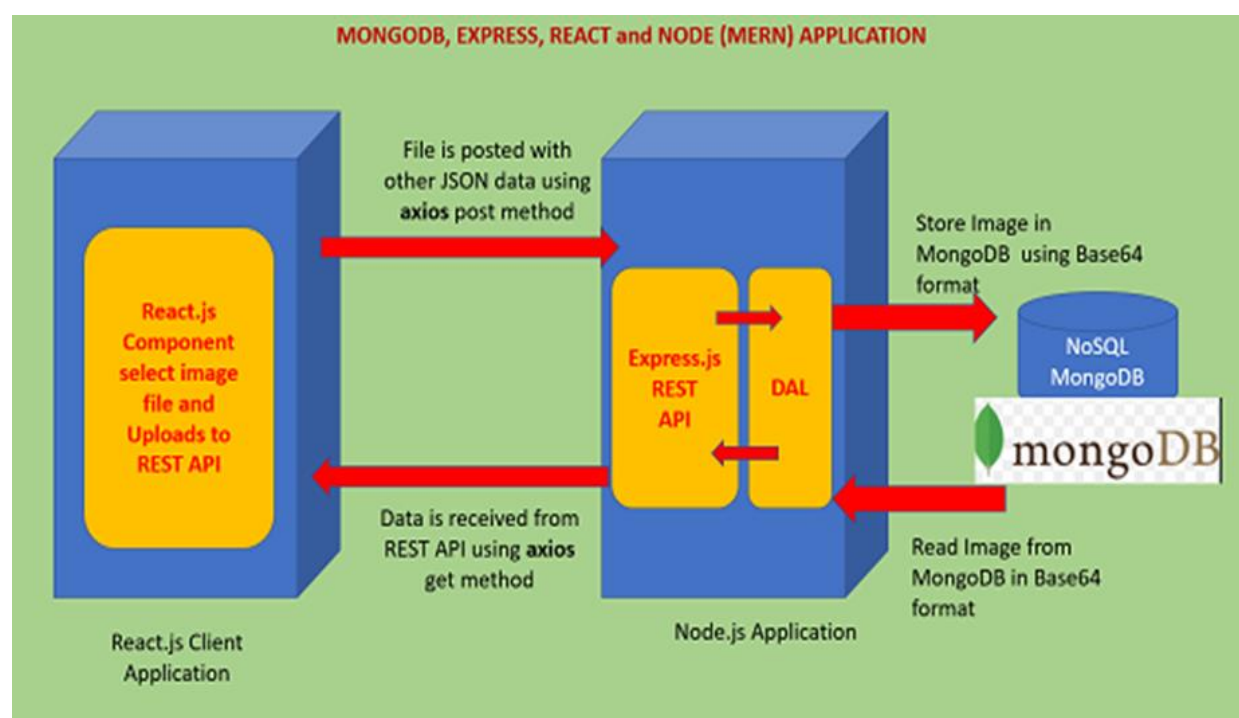 MONGODB, EXPRESS, REACT and NODE (MERN) APPLICATION
File is posted with
other JSON data using
axios post method
Store Image in
MongoDB using Base64
format
React.js
Component
select image
file and
Uploads to
REST API
Express.js
REST
API
DAL
NoSQL
MongoDB
mongoDB
Data is received from
REST API using axios
get method
Read Image from
MongoDB in Base64
format
React.js Client
Application
Node.js Application